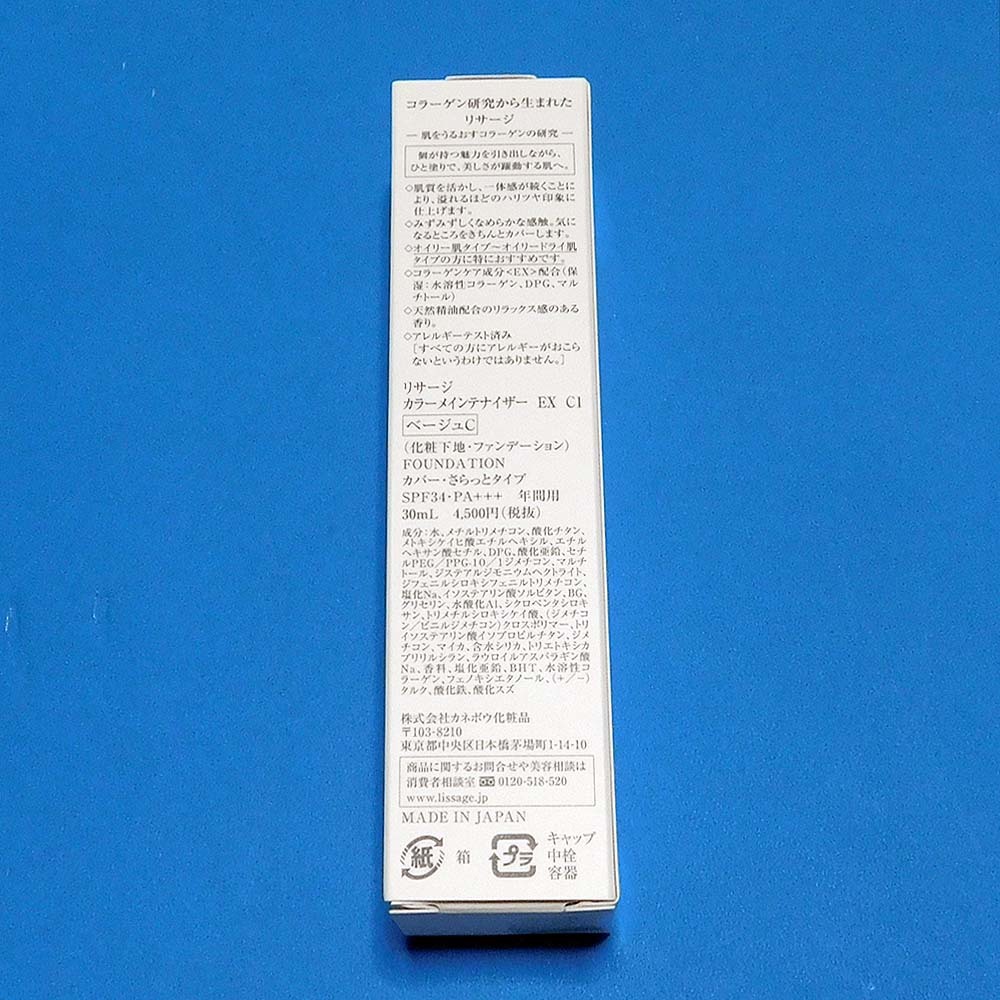 コラーゲン研究から生まれた
リサージ
― 肌をうるおすコラーゲンの研究 ―
個が持つ魅力を引き出しながら、
ひと塗りで、美しさが躍動する肌へ。
◇肌質を活かし、一体感が続くことに
より、溢れるほどのハリツヤ印象に
仕上げます。
◇みずみずしくなめらかな感触。気に
なるところをきちんとカバーします。
◇オイリー肌タイプ〜オイリードライ肌
タイプの方に特におすすめです。
◇コラーゲンケア成分<EX>配合(保
湿：水溶性コラーゲン、DPG、マル
チトール)
◇天然精油配合のリラックス感のある
香り。
◇アレルギーテスト済み
[すべての方にアレルギーがおこら
ないというわけではありません。]
リサージ
カラーメインテナイザー EX C1
ベージュC
(化粧下地・ファンデーション)
FOUNDATION
カバー・さらっとタイプ
SPF34・PA+++ 年間用
30mL 4,500円(税抜)
成分：水、メチルトリメチコン、酸化チタン、
メトキシケイヒ酸エチルヘキシル、エチル
ヘキサン酸セチル、DPG、酸化亜鉛、セチ
ルPEG/PPG-10/1ジメチコン、マルチ
トール、ジステアルジモニウムヘクトライト、
ジフェニルシロキシフェニルトリメチコン、
塩化Na、イソステアリン酸ソルビタン、BG、
グリセリン、水酸化Al、シクロペンタシロキ
サン、トリメチルシロキシケイ酸、(ジメチコ
ン/ビニルジメチコン)クロスポリマー、トリ
イソステアリン酸イソプロピルチタン、ジメ
チコン、マイカ、含水シリカ、トリエトキシカ
プリリルシラン、ラウロイルアスパラギン酸
Na、香料、塩化亜鉛、BHT、水溶性コ
ラーゲン、フェノキシエタノール、(+/−)
タルク、酸化鉄、酸化スズ
株式会社カネボウ化粧品
〒103-8210
東京都中央区日本橋茅場町1-14-10
商品に関するお問合せや美容相談は
消費者相談室 0120-518-520
www.lissage.jp
MADE IN JAPAN
紙 箱 プラ キャップ
中栓
容器